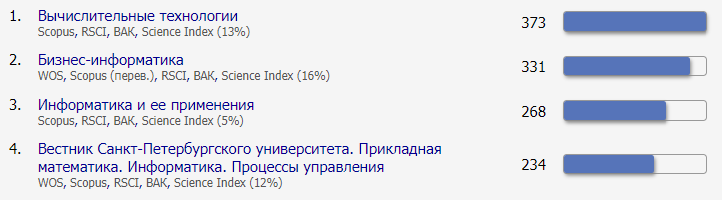 1. Вычислительные технологии 373
Scopus, RSCI, ВАК, Science Index (13%)
2. Бизнес-информатика 331
WOS, Scopus (перев.), RSCI, ВАК, Science Index (16%)
3. Информатика и ее применения 268
Scopus, RSCI, ВАК, Science Index (5%)
4. Вестник Санкт-Петербургского университета. Прикладная
математика. Информатика. Процессы управления 234
WOS, Scopus, RSCI, ВАК, Science Index (12%)